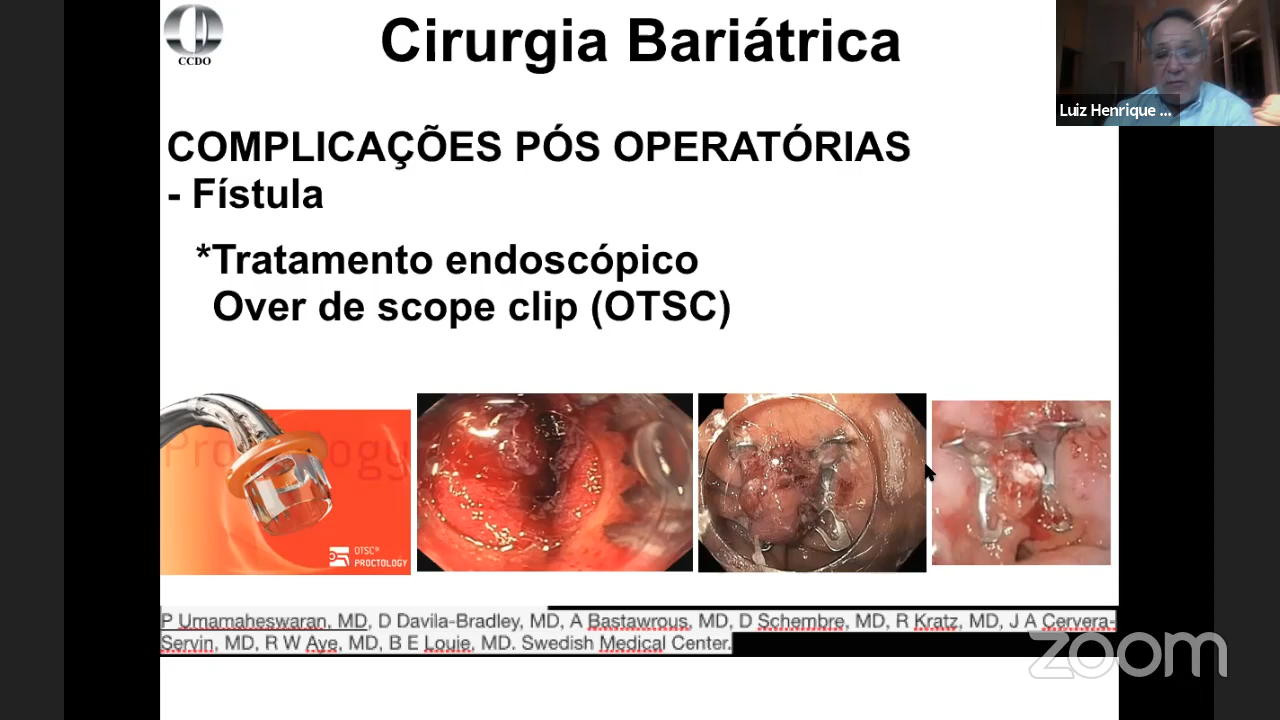 CCDO
Cirurgia Bariátrica
Luiz Henrique ...
COMPLICAÇÕES PÓS OPERATÓRIAS
- Fístula
*Tratamento endoscópico
Over de scope clip (OTSC)
Proctology
OTSC®
PROCTOLOGY
P Umamaheswaran, MD, D Davila-Bradley, MD, A Bastawrous, MD, D Schembre, MD, R Kratz, MD, J A Cervera-
Servin, MD, R W Aye, MD, B E Louie, MD. Swedish Medical Center.
zoom